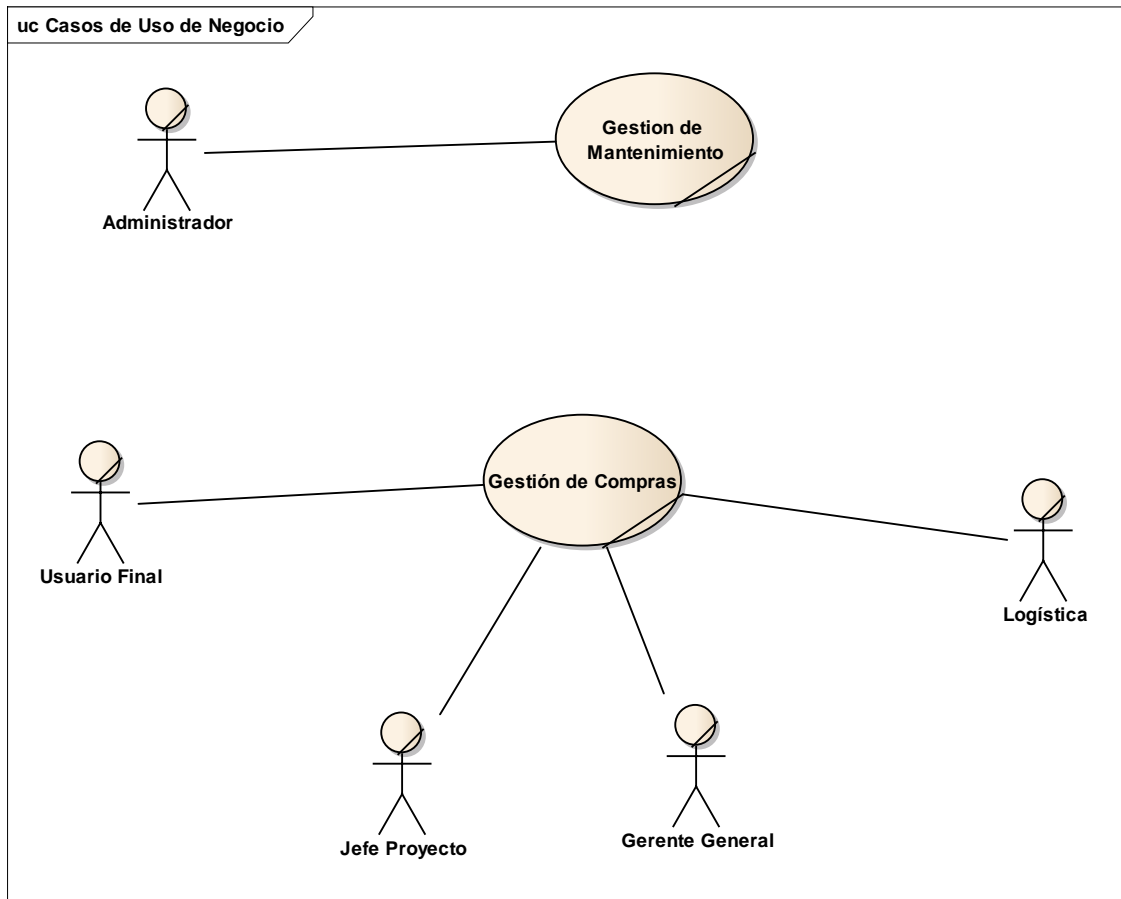 uc Casos de Uso de Negocio
Gestion de
Mantenimiento
Administrador
Gestión de Compras
Usuario Final
Logística
Jefe Proyecto
Gerente General